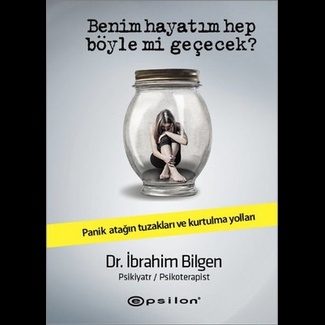 Benim hayatım hep
böyle mi geçecek?
Panik atağın tuzakları ve kurtulma yolları
Dr. İbrahim Bilgen
Psikiyatr / Psikoterapist
epsilon®